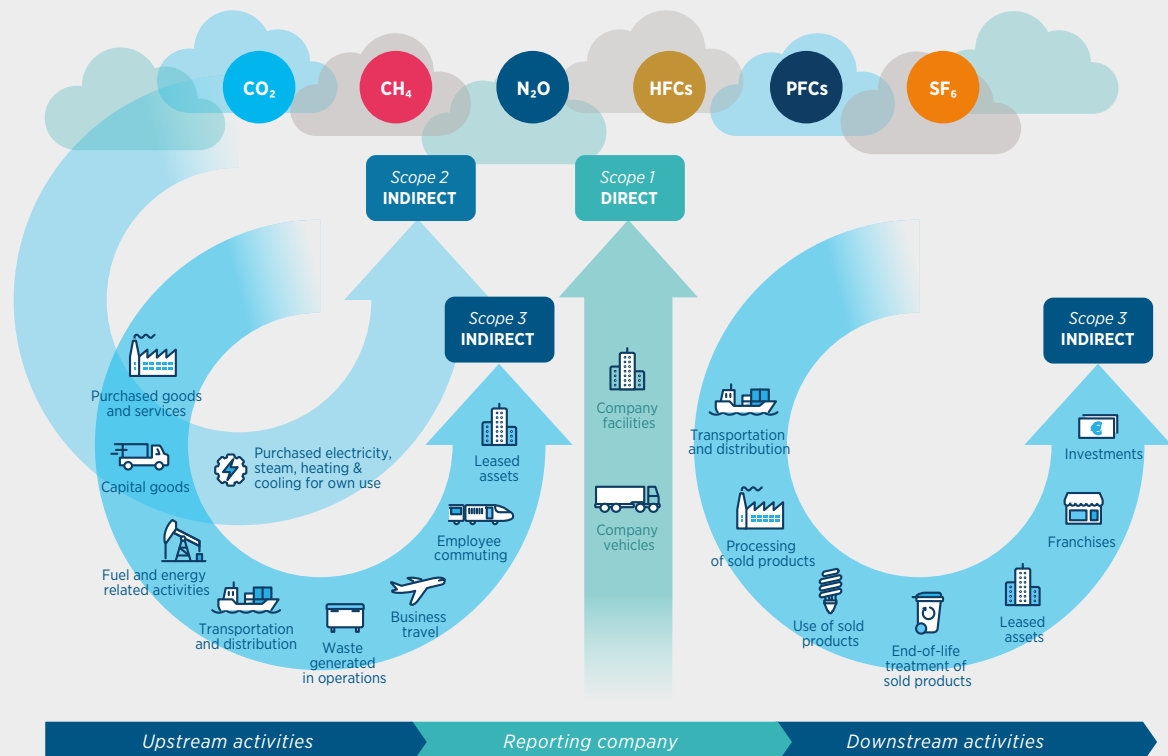 CO₂
CH₄
N₂O
HFCs
PFCs
SF₆
Scope 2
INDIRECT
Scope 1
DIRECT
Scope 3
INDIRECT
Scope 3
INDIRECT
Purchased goods
and services
Capital goods
Fuel and energy
related activities
Transportation
and distribution
Waste
generated
in operations
Business
travel
Employee
commuting
Leased
assets
Purchased electricity,
steam, heating &
cooling for own use
Company
facilities
Company
vehicles
Transportation
and distribution
Processing
of sold products
Use of sold
products
End-of-life
treatment of
sold products
Leased
assets
Franchises
Investments
Upstream activities
Reporting company
Downstream activities